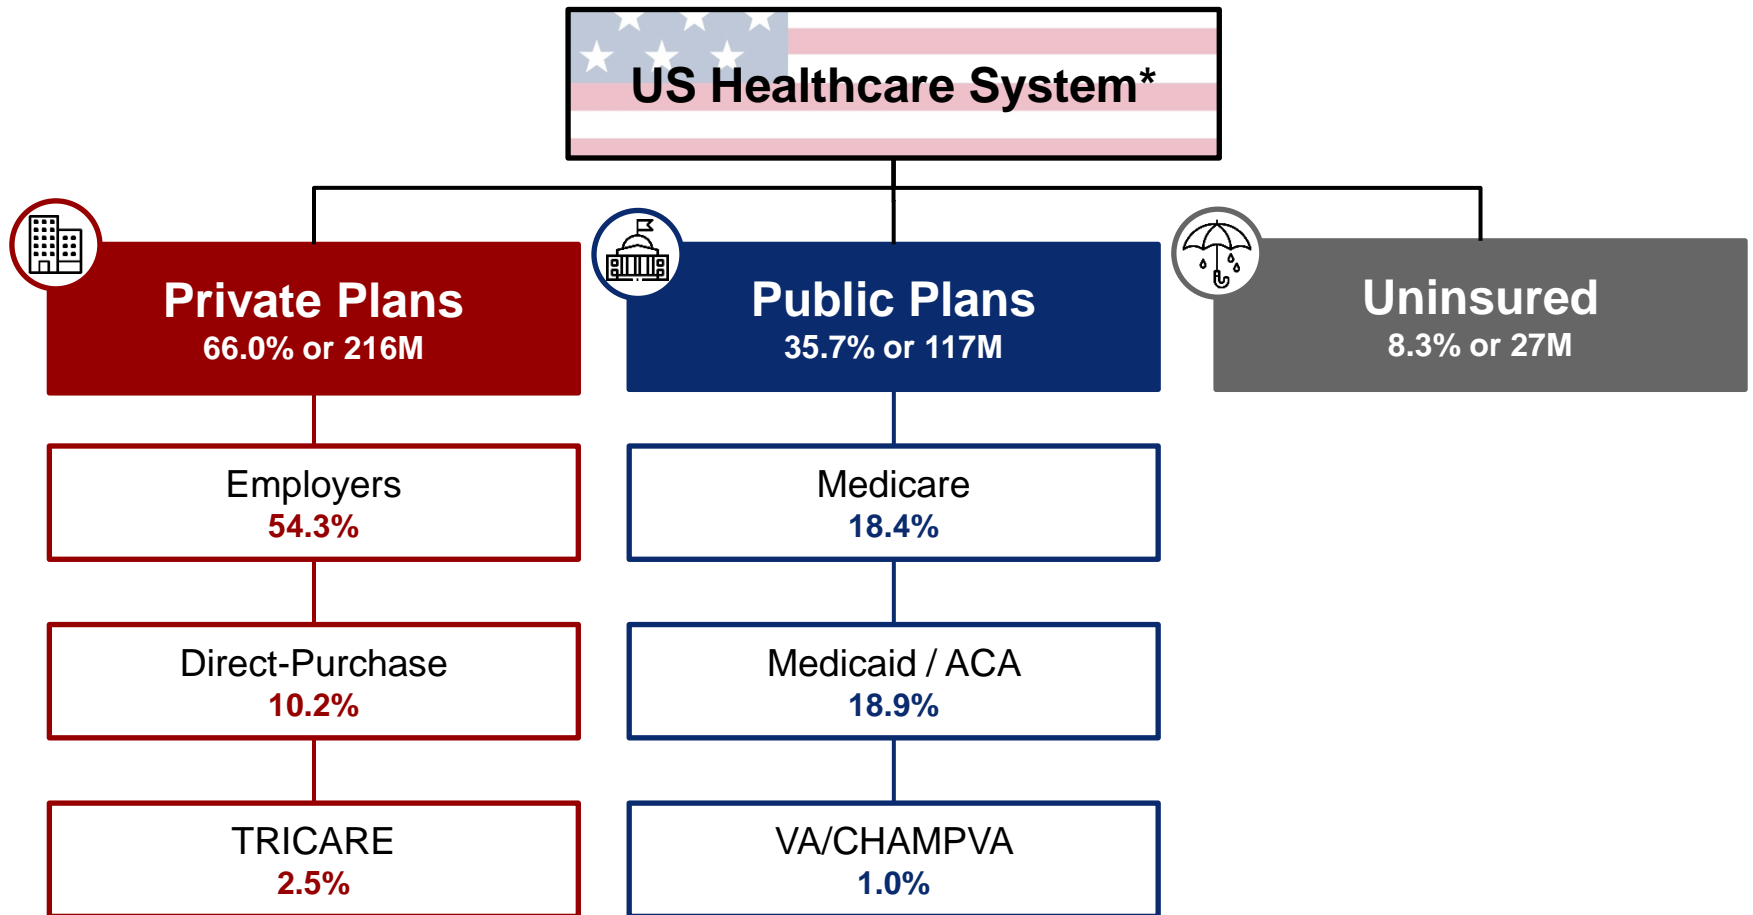 US Healthcare System*
Private Plans
66.0% or 216M
Public Plans
35.7% or 117M
Uninsured
8.3% or 27M
Employers
54.3%
Medicare
18.4%
Direct-Purchase
10.2%
Medicaid / ACA
18.9%
TRICARE
2.5%
VA/CHAMPVA
1.0%